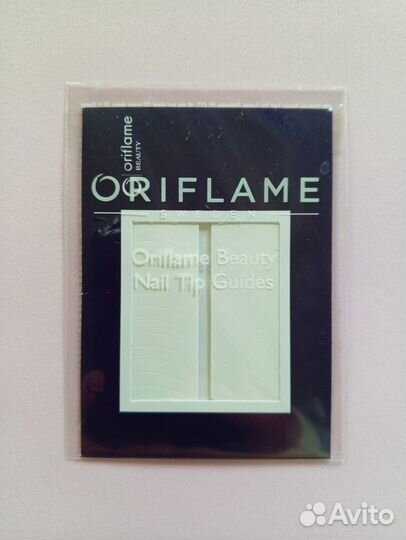 oriflame
BEAUTY
ORIFLAME
SWEDEN
Oriflame Beauty
Nail Tip Guides
Avito